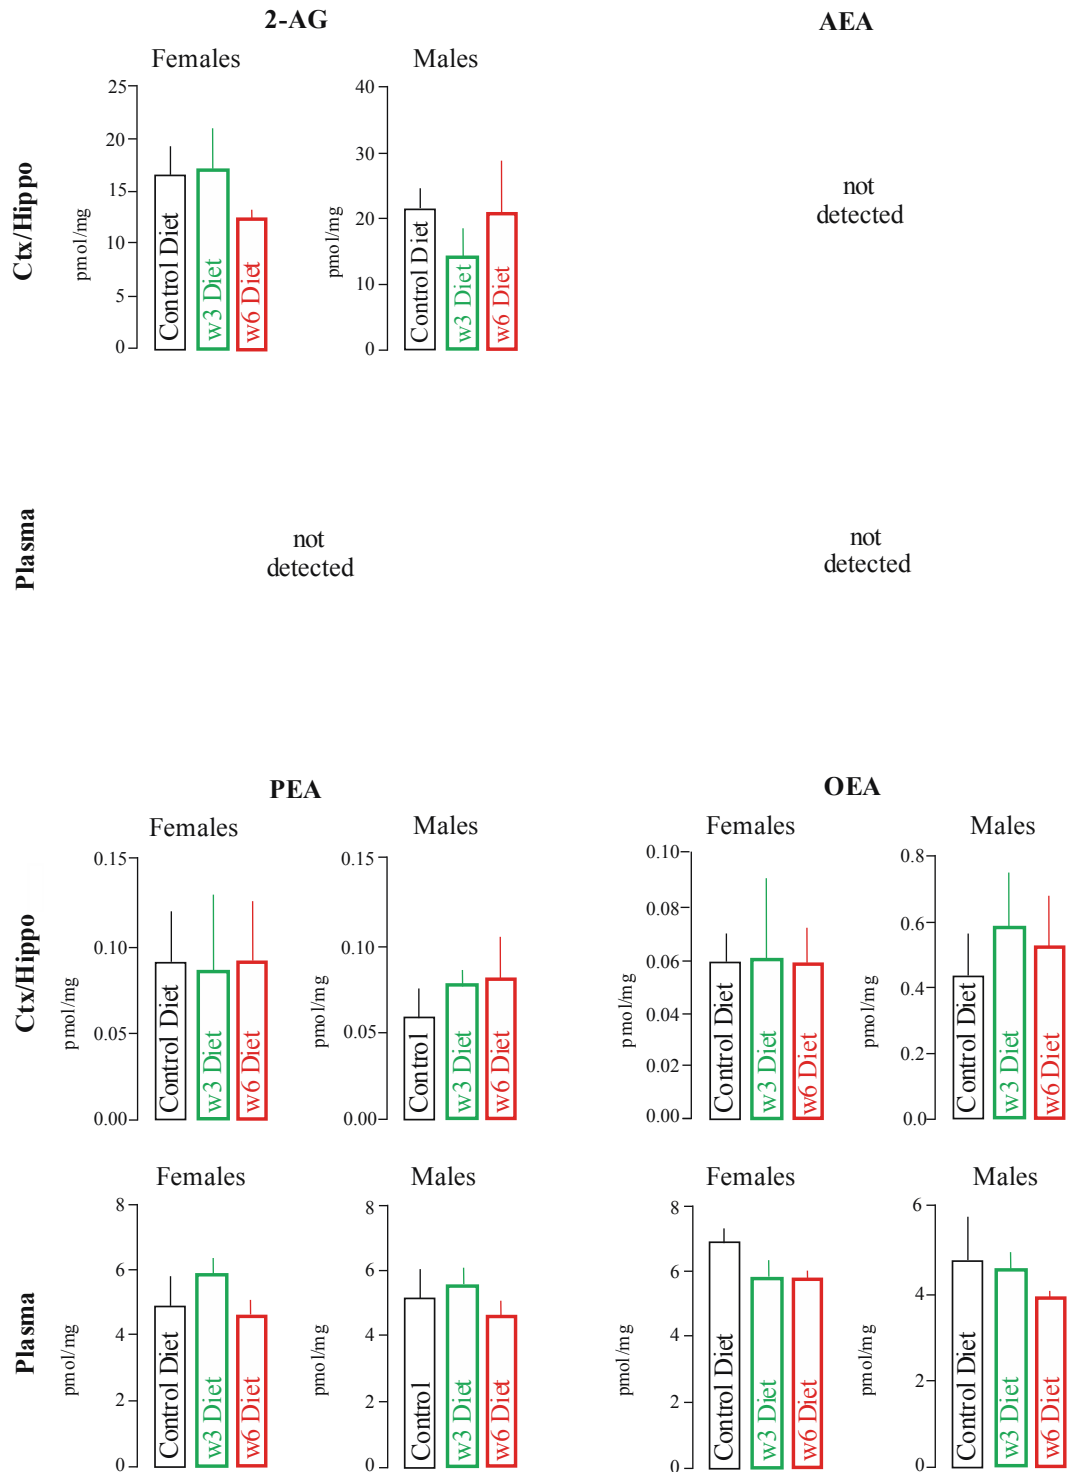 2-AG
AEA
Females
Males
Ctx/Hippo
pmol/mg
25
20
15
10
5
0
Control Diet
w3 Diet
w6 Diet
pmol/mg
40
30
20
10
0
Control Diet
w3 Diet
w6 Diet
not
detected
Plasma
not
detected
not
detected
PEA
OEA
Females
Males
Females
Males
Ctx/Hippo
pmol/mg
0.15
0.10
0.05
0.00
Control Diet
w3 Diet
w6 Diet
pmol/mg
0.15
0.10
0.05
0.00
Control
w3 Diet
w6 Diet
pmol/mg
0.10
0.08
0.06
0.04
0.02
0.00
Control Diet
w3 Diet
w6 Diet
pmol/mg
0.8
0.6
0.4
0.2
0.0
Control Diet
w3 Diet
w6 Diet
Females
Males
Females
Males
Plasma
pmol/mg
8
6
4
2
0
Control Diet
w3 Diet
w6 Diet
pmol/mg
8
6
4
2
0
Control
w3 Diet
w6 Diet
pmol/mg
8
6
4
2
0
Control Diet
w3 Diet
w6 Diet
pmol/mg
6
4
2
0
Control Diet
w3 Diet
w6 Diet